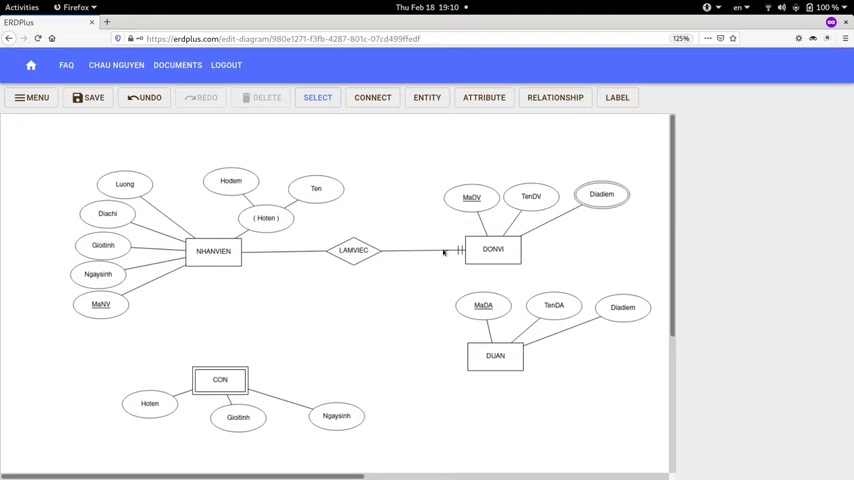 Activities Firefox Thu Feb 18 19:10 en 100 %
ERDPlus
https://erdplus.com/edit-diagram/980e1271-f3fb-4287-801c-07cd499ffedf 125%
FAQ CHAU NGUYEN DOCUMENTS LOGOUT
MENU SAVE UNDO REDO DELETE SELECT CONNECT ENTITY ATTRIBUTE RELATIONSHIP LABEL
Luong
Hodem
Ten
Diachi
( Hoten )
Gioitinh
NHANVIEN
Ngaysinh
MaNV
LAMVIEC
MaDV
TenDV
Diadiem
DONVI
MaDA
TenDA
Diadiem
DUAN
CON
Hoten
Gioitinh
Ngaysinh